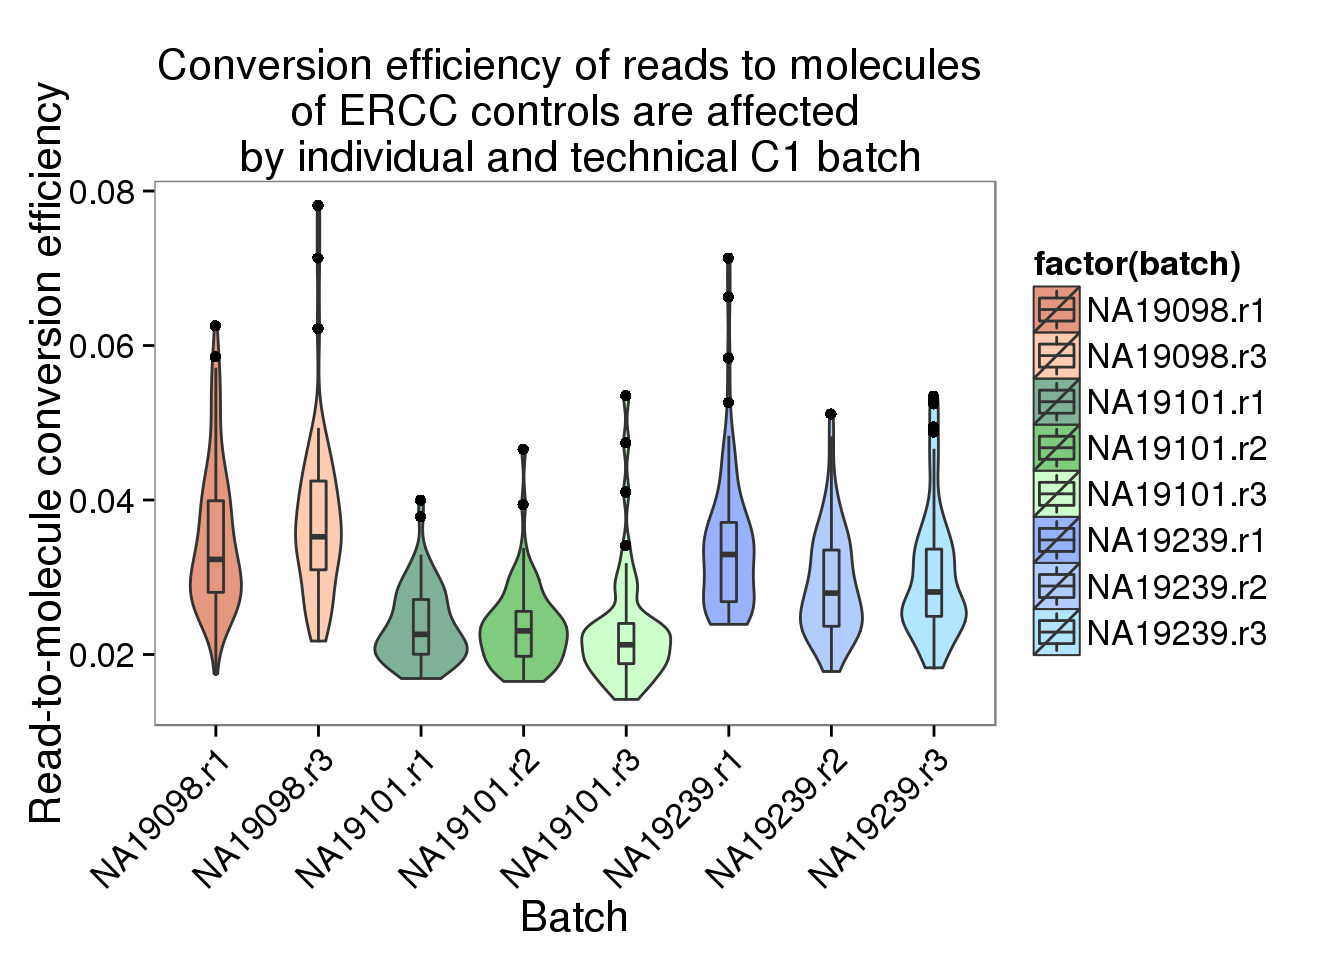 Conversion efficiency of reads to molecules
of ERCC controls are affected
by individual and technical C1 batch
Read-to-molecule conversion efficiency
0.08
0.06
0.04
0.02
NA19098.r1
NA19098.r3
NA19101.r1
NA19101.r2
NA19101.r3
NA19239.r1
NA19239.r2
NA19239.r3
Batch
factor(batch)
NA19098.r1
NA19098.r3
NA19101.r1
NA19101.r2
NA19101.r3
NA19239.r1
NA19239.r2
NA19239.r3